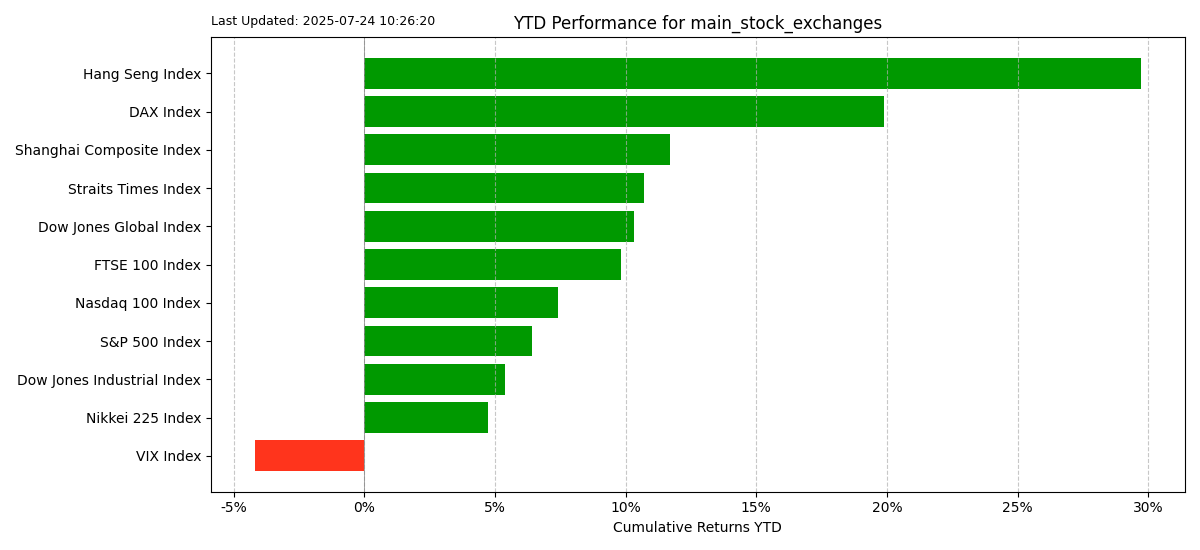 Last Updated: 2025-07-24 10:26:20
YTD Performance for main_stock_exchanges
Hang Seng Index
DAX Index
Shanghai Composite Index
Straits Times Index
Dow Jones Global Index
FTSE 100 Index
Nasdaq 100 Index
S&P 500 Index
Dow Jones Industrial Index
Nikkei 225 Index
VIX Index
-5% 0% 5% 10% 15% 20% 25% 30%
Cumulative Returns YTD